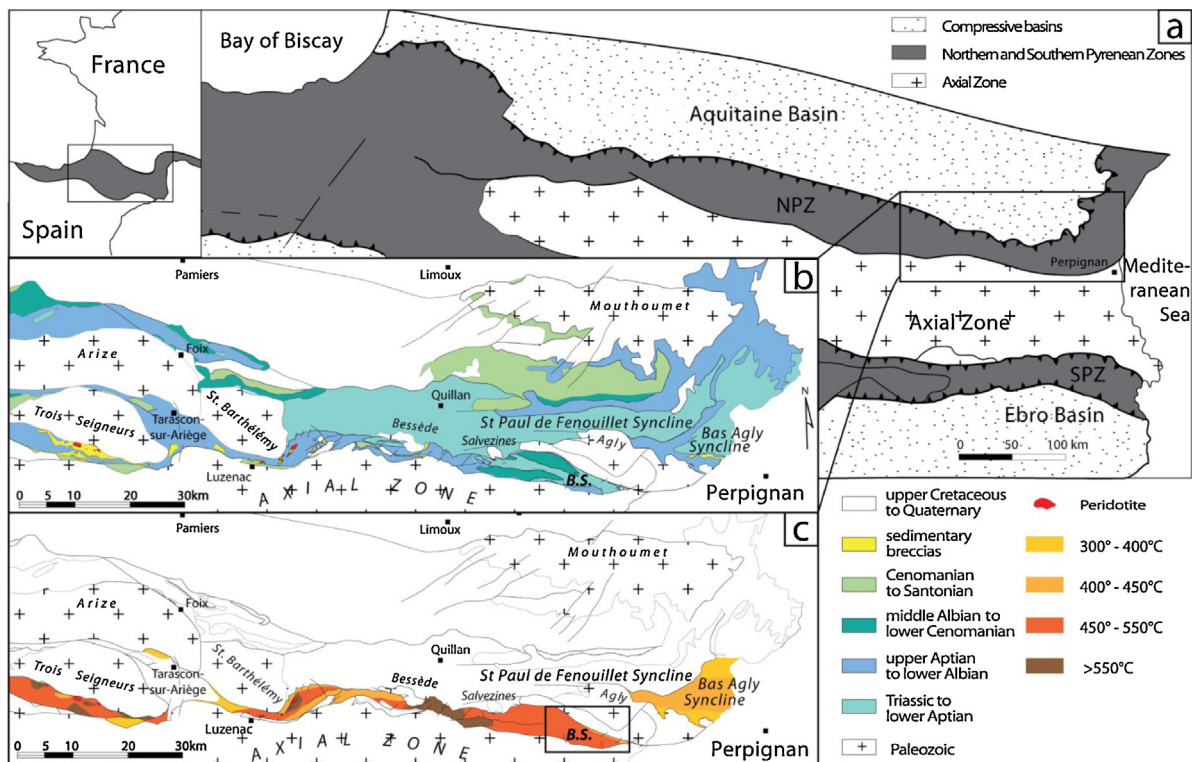 France
Spain
Bay of Biscay
Aquitaine Basin
NPZ
Perpignan
Medite-
ranean
Sea
Axial Zone
SPZ
Ebro Basin
0 50 100 km
a
Compressive basins
Northern and Southern Pyrenean Zones
Axial Zone
b
Pamiers
Limoux
Mouthoumet
Arize
Foix
Quillan
Trois
Seigneurs
Tarascon
-sur-Ariège
St. Barthélémy
Bessède
St Paul de Fenouillet Syncline
Salvezines
Agly
Bas Agly
Syncline
Luzenac
B.S.
AXIAL ZONE
Perpignan
0 5 10 20 30km
N
c
Pamiers
Limoux
Mouthoumet
Arize
Foix
Quillan
Trois
Seigneurs
Tarascon
-sur-Ariège
St. Barthélémy
Bessède
St Paul de Fenouillet Syncline
Salvezines
Agly
Bas Agly
Syncline
Luzenac
B.S.
AXIAL ZONE
Perpignan
0 5 10 20 30km
upper Cretaceous
to Quaternary
sedimentary
breccias
Cenomanian
to Santonian
middle Albian to
lower Cenomanian
upper Aptian
to lower Albian
Triassic to
lower Aptian
Paleozoic
Peridotite
300° - 400°C
400° - 450°C
450° - 550°C
>550°C